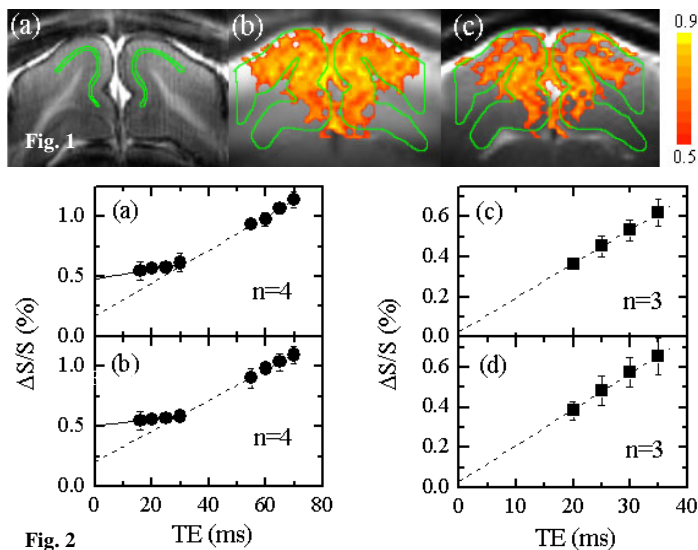 (a) (b) (c) 0.9
Fig. 1 0.5
(a) (c)
1.0 0.6
0.5 0.4
n=4 0.2 n=3
0.0 0.0
ΔS/S (%) ΔS/S (%)
(b) (d)
1.0 0.6
0.5 0.4
n=4 0.2 n=3
0.0 0.0
0 20 40 60 80 0 10 20 30 40
Fig. 2 TE (ms) TE (ms)